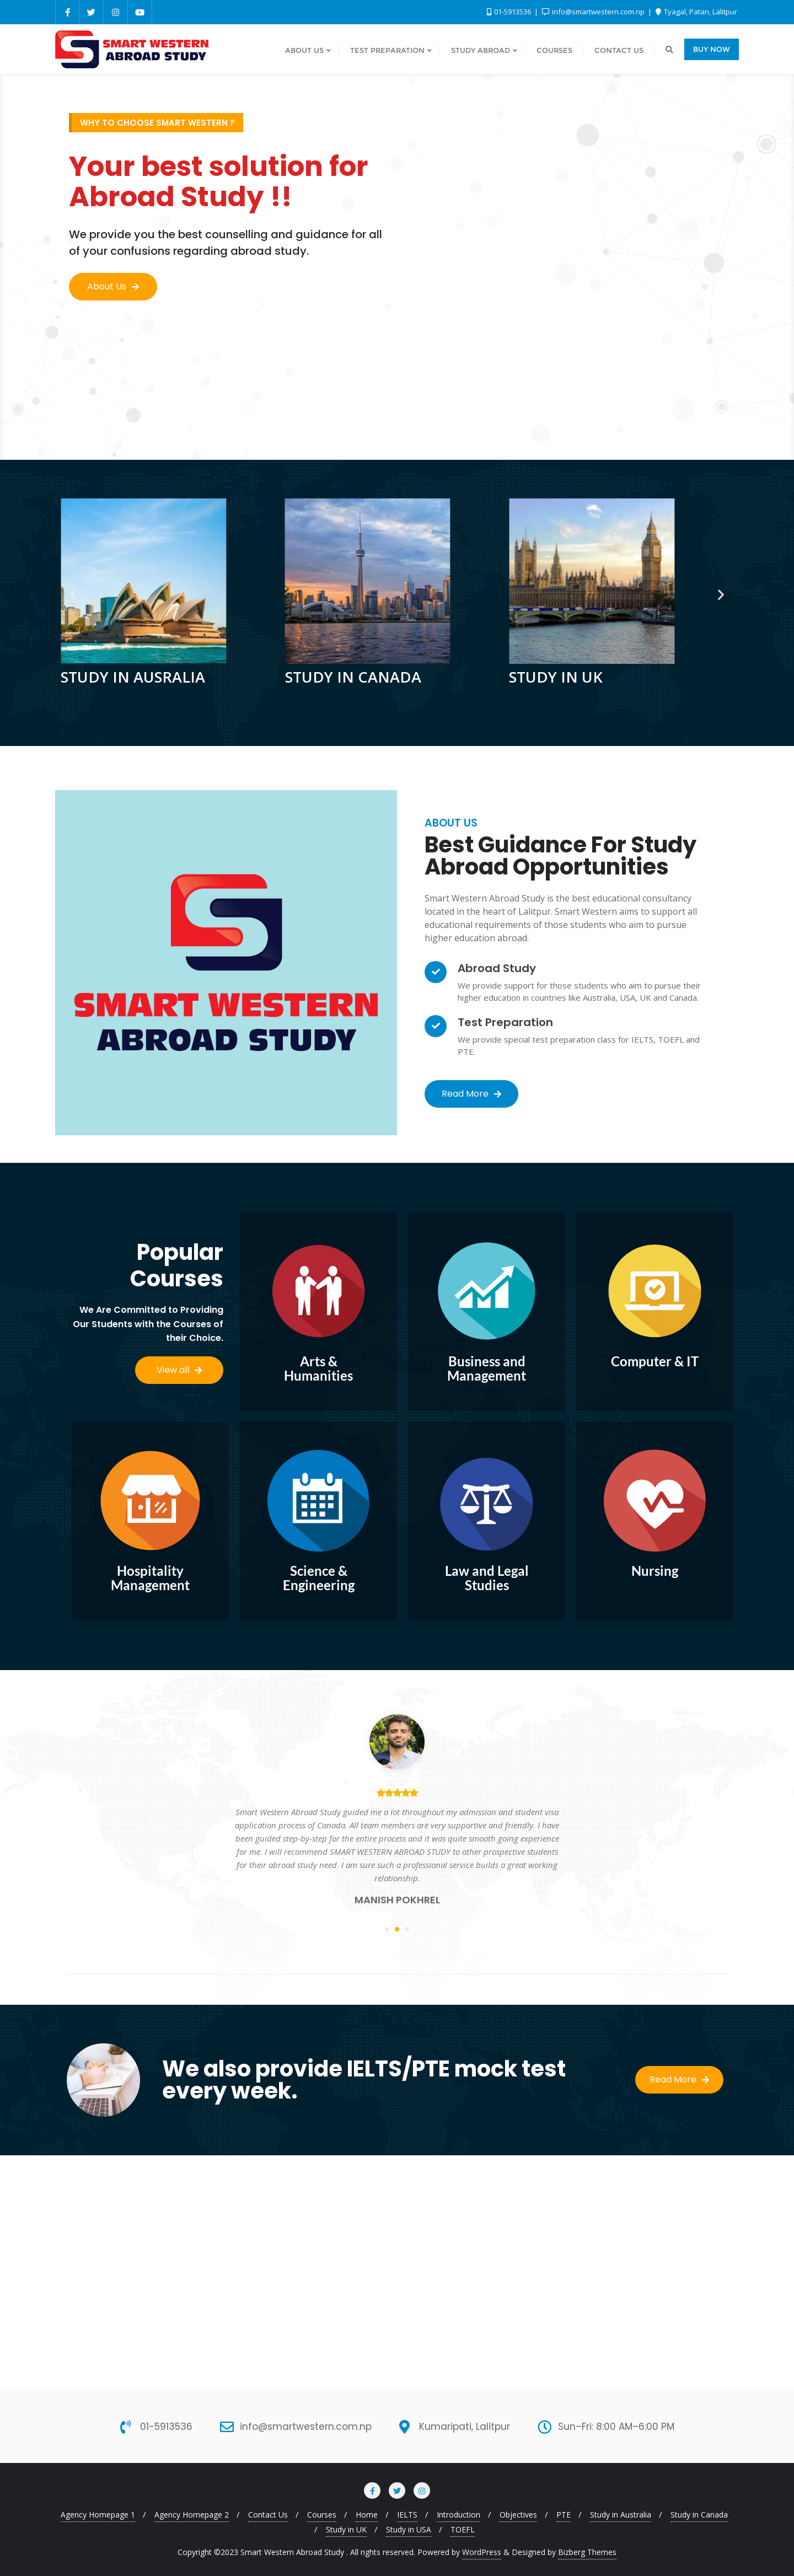 01-5913536 | info@smartwestern.com.np | Tyagal, Patan, Lalitpur
SMART WESTERN
ABROAD STUDY
ABOUT US
TEST PREPARATION
STUDY ABROAD
COURSES
CONTACT US
BUY NOW
WHY TO CHOOSE SMART WESTERN ?
Your best solution for
Abroad Study !!
We provide you the best counselling and guidance for all
of your confusions regarding abroad study.
About Us
STUDY IN AUSRALIA
STUDY IN CANADA
STUDY IN UK
SMART WESTERN
ABROAD STUDY
ABOUT US
Best Guidance For Study
Abroad Opportunities
Smart Western Abroad Study is the best educational consultancy
located in the heart of Lalitpur. Smart Western aims to support all
educational requirements of those students who aim to pursue
higher education abroad.
Abroad Study
We provide support for those students who aim to pursue their
higher education in countries like Australia, USA, UK and Canada.
Test Preparation
We provide special test preparation class for IELTS, TOEFL and
PTE.
Read More
Popular
Courses
We Are Committed to Providing
Our Students with the Courses of
their Choice.
View all
Arts &
Humanities
Business and
Management
Computer & IT
Hospitality
Management
Science &
Engineering
Law and Legal
Studies
Nursing
Smart Western Abroad Study guided me a lot throughout my admission and student visa
application process of Canada. All team members are very supportive and friendly. I have
been guided step-by-step for the entire process and it was quite smooth going experience
for me. I will recommend SMART WESTERN ABROAD STUDY to other prospective students
for their abroad study need. I am sure such a professional service builds a great working
relationship.
MANISH POKHREL
We also provide IELTS/PTE mock test
every week.
Read More
01-5913536
info@smartwestern.com.np
Kumaripati, Lalitpur
Sun–Fri: 8:00 AM–6:00 PM
Agency Homepage 1 / Agency Homepage 2 / Contact Us / Courses / Home / IELTS / Introduction / Objectives / PTE / Study in Australia / Study in Canada
/ Study in UK / Study in USA / TOEFL
Copyright ©2023 Smart Western Abroad Study . All rights reserved. Powered by WordPress & Designed by Bizberg Themes